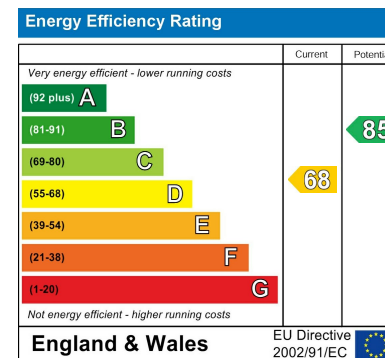 Energy Efficiency Rating
Current Potenti
Very energy efficient - lower running costs
(92 plus) A
(81-91) B 85
(69-80) C
(55-68) D 68
(39-54) E
(21-38) F
(1-20) G
Not energy efficient - higher running costs
England & Wales
EU Directive
2002/91/EC